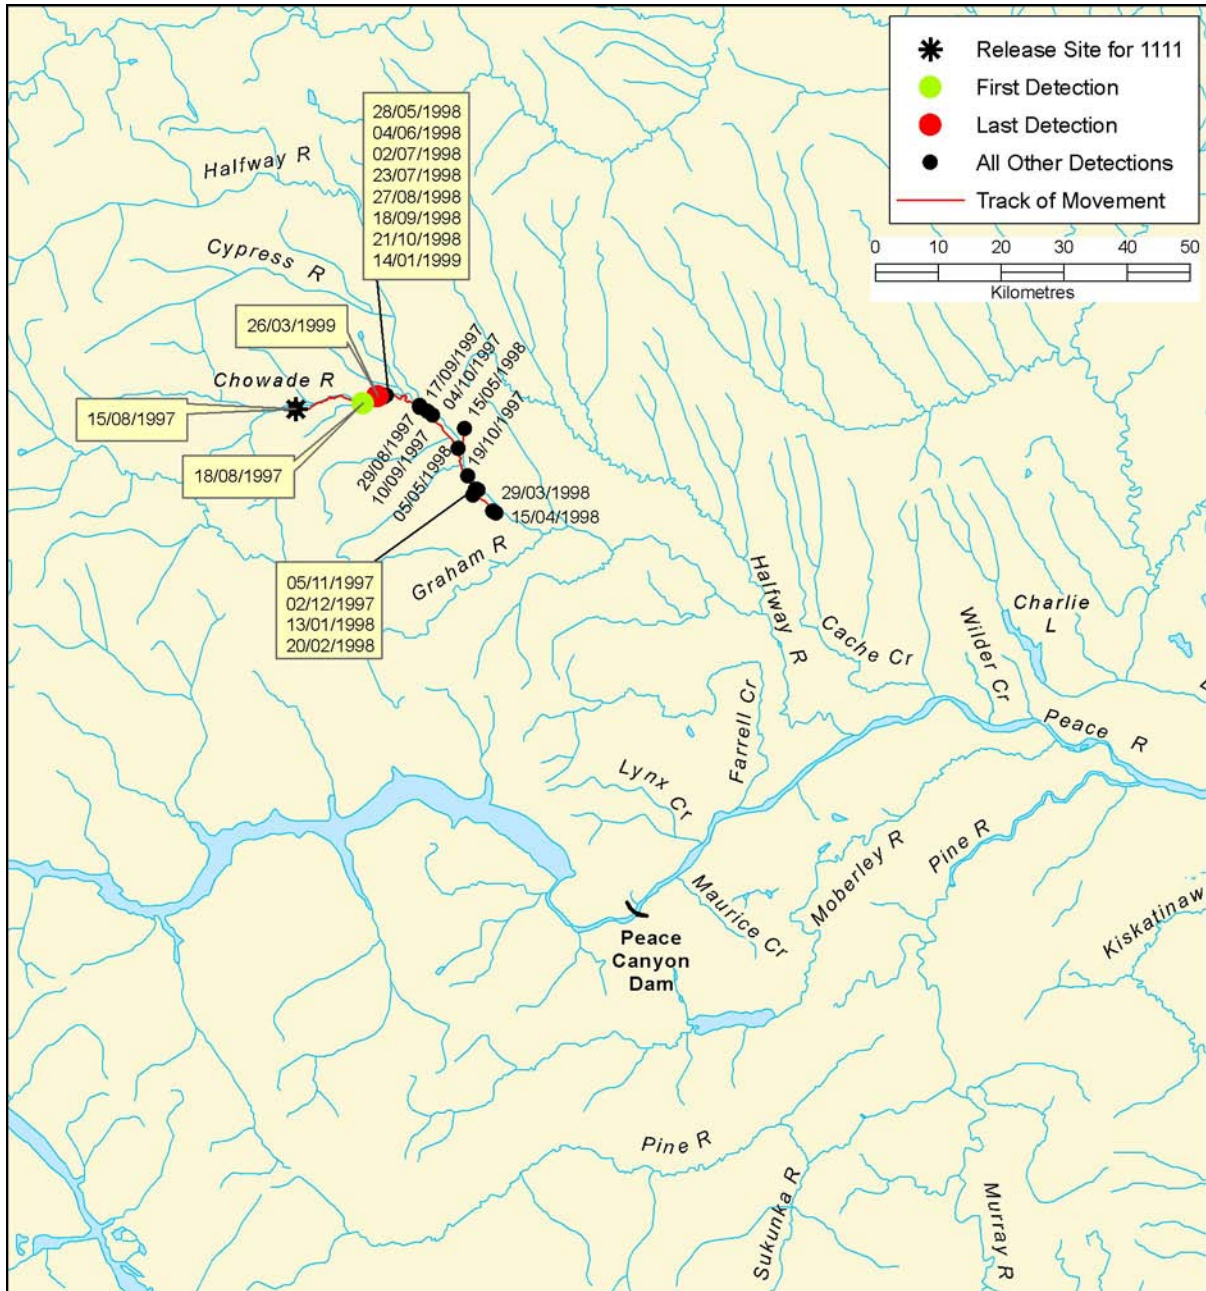 Release Site for 1111
First Detection
Last Detection
All Other Detections
Track of Movement
0 10 20 30 40 50
Kilometres
28/05/1998
04/06/1998
02/07/1998
23/07/1998
27/08/1998
18/09/1998
21/10/1998
14/01/1999
Halfway R
Cypress R
26/03/1999
Chowade R
15/08/1997
18/08/1997
17/09/1997
04/10/1997
15/05/1998
19/10/1997
29/08/1997
10/09/1997
05/05/1998
29/03/1998
15/04/1998
Graham R
05/11/1997
02/12/1997
13/01/1998
20/02/1998
Halfway R
Cache Cr
Wilder Cr
Charlie
L
Peace R
Farrell Cr
Lynx Cr
Maurice Cr
Moberley R
Pine R
Kiskatinaw
Peace
Canyon
Dam
Pine R
Sukunka R
Murray R